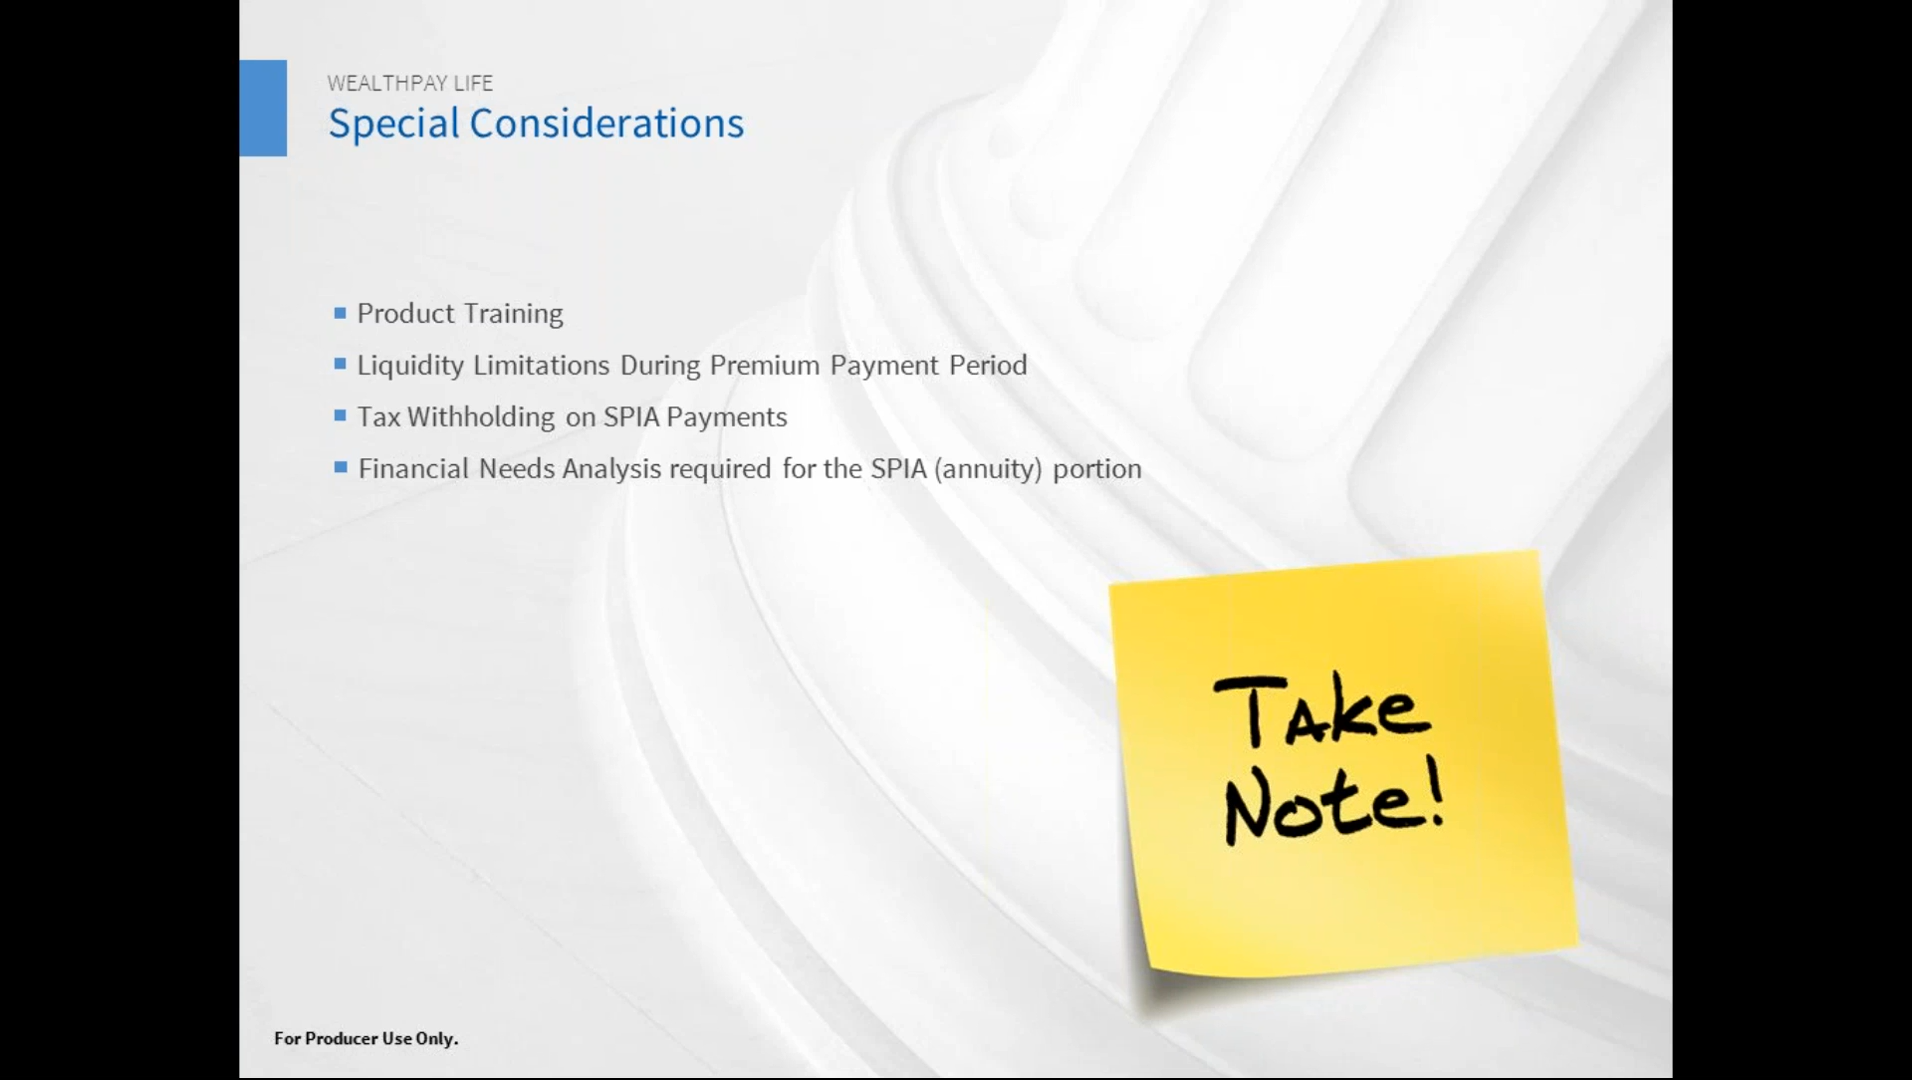 WEALTHPAY LIFE
Special Considerations
Product Training
Liquidity Limitations During Premium Payment Period
Tax Withholding on SPIA Payments
Financial Needs Analysis required for the SPIA (annuity) portion
Take
Note!
For Producer Use Only.